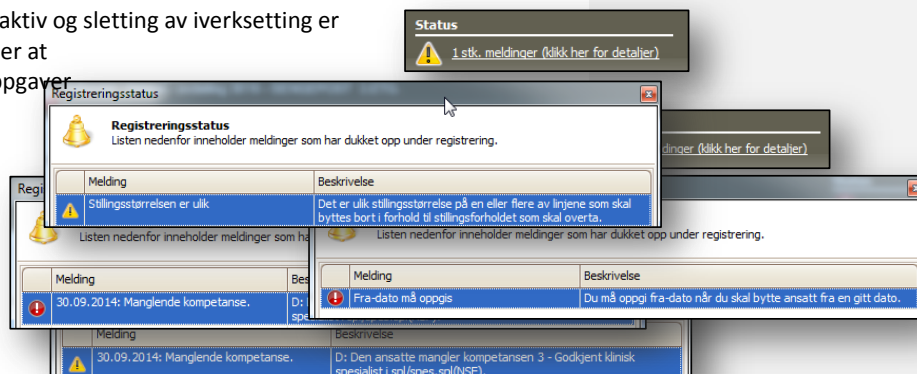 aktiv og sletting av iverksetting er
er at
opgaver
Status
1 stk. meldinger (klikk her for detaljer)
Registreringsstatus
Registreringsstatus
Listen nedenfor inneholder meldinger som har dukket opp under registrering.
Melding Beskrivelse
Stillingsstørrelsen er ulik Det er ulik stillingsstørrelse på en eller flere av linjene som skal
byttes bort i forhold til stillingsforholdet som skal overta.
dinger (klikk her for detaljer)
Regi
Listen nedenfor inneholder meldinger som ha
Melding Bes
30.09.2014: Manglende kompetanse. D:
spe
Listen nedenfor inneholder meldinger som har dukket opp under registrering.
Melding Beskrivelse
Fra-dato må oppgis Du må oppgi fra-dato når du skal bytte ansatt fra en gitt dato.
Melding Beskrivelse
30.09.2014: Manglende kompetanse. D: Den ansatte mangler kompetansen 3 - Godkjent klinisk
spesialist i spl/spes.spl(NSF).